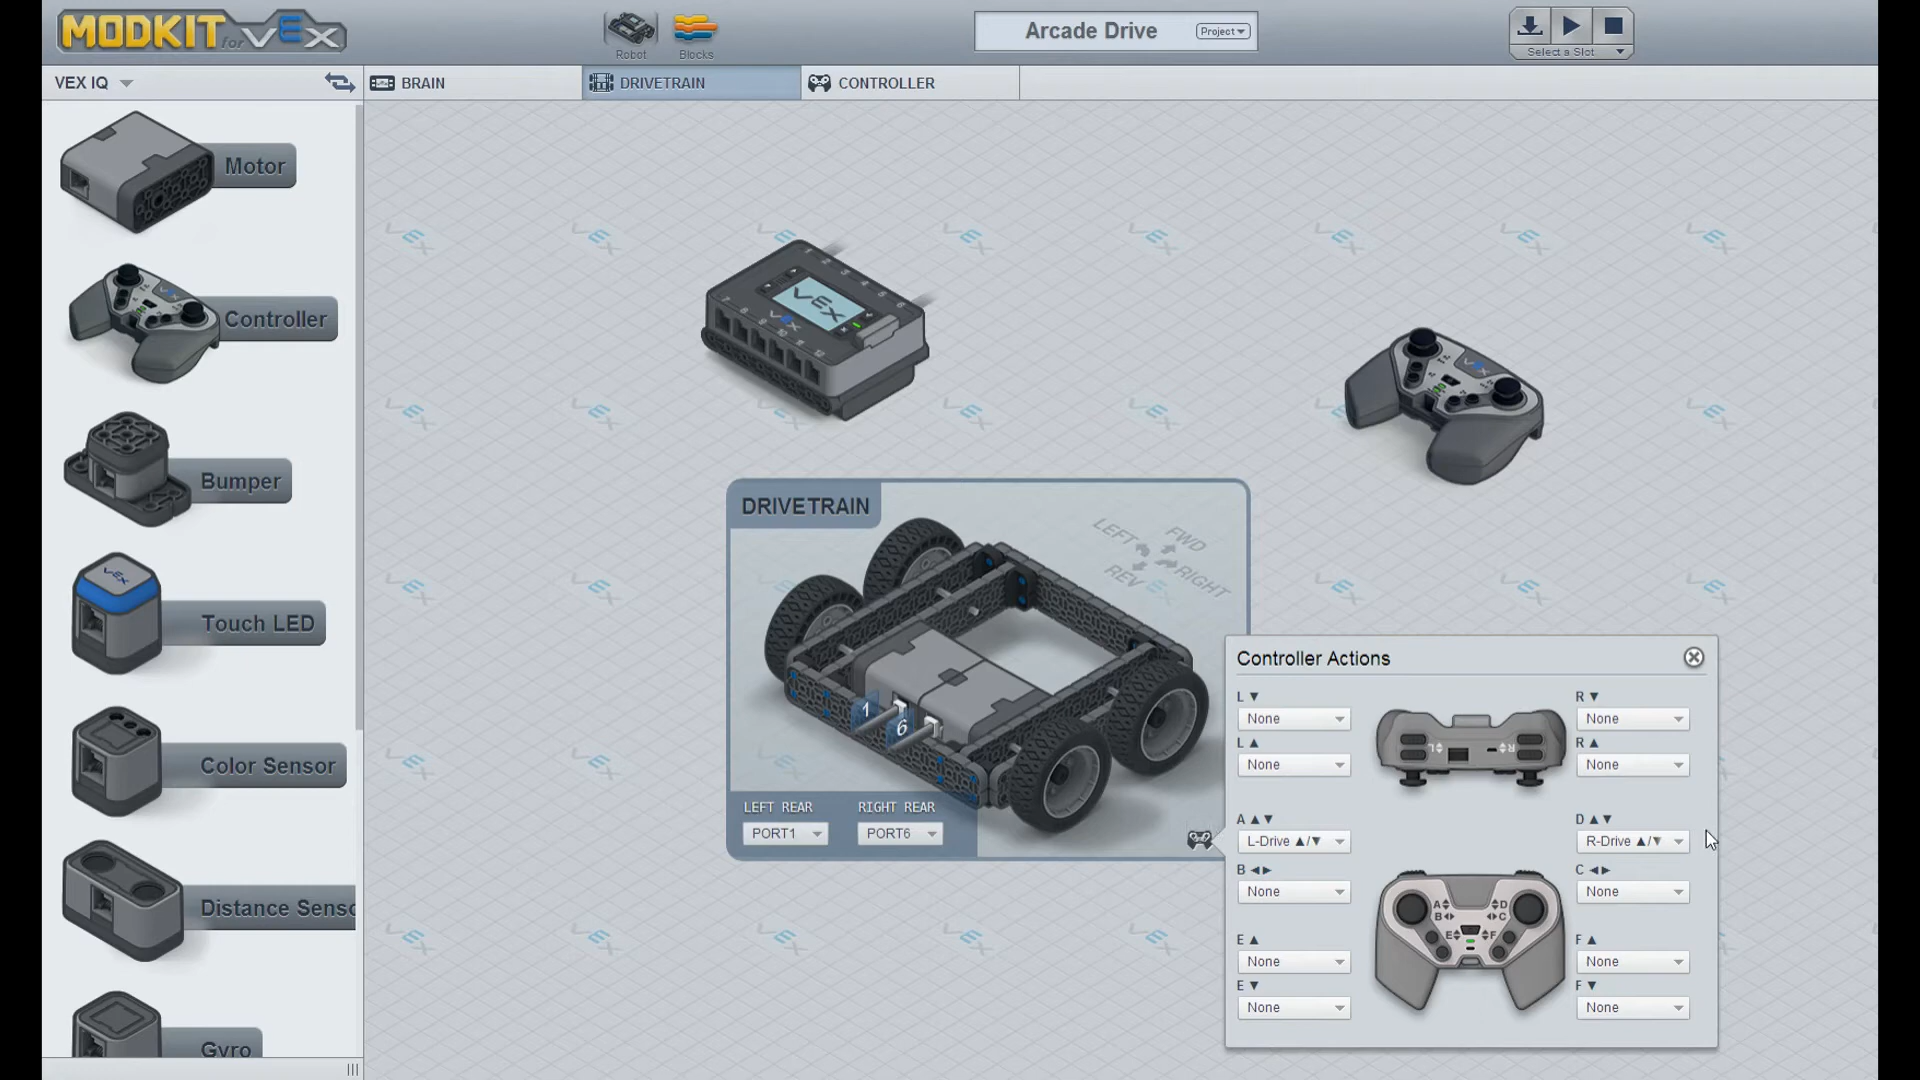 MODKIT for VEX
Robot
Blocks
Arcade Drive
Project
Select a Slot
VEX IQ
BRAIN
DRIVETRAIN
CONTROLLER
Motor
Controller
Bumper
Touch LED
Color Sensor
Distance Senso
Gyro
DRIVETRAIN
LEFT
FWD
REV
RIGHT
1
6
LEFT REAR
RIGHT REAR
PORT1
PORT6
Controller Actions
L ▼
None
L ▲
None
R ▼
None
R ▲
None
A ▲▼
L-Drive ▲/▼
B ◀▶
None
D ▲▼
R-Drive ▲/▼
C ◀▶
None
E ▲
None
E ▼
None
F ▲
None
F ▼
None